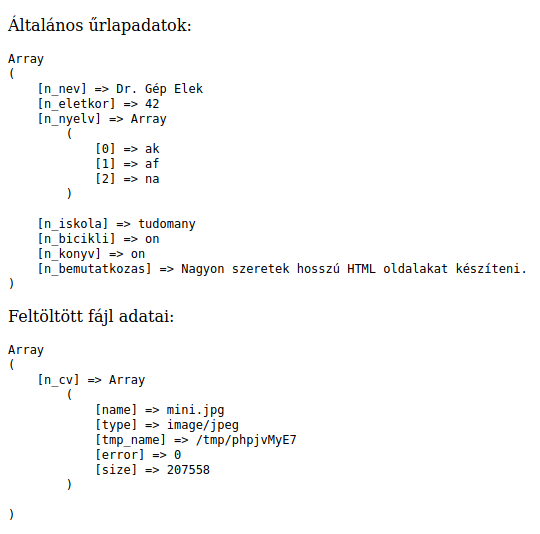 Általános űrlapadatok:
Array
(
    [n_nev] => Dr. Gép Elek
    [n_eletkor] => 42
    [n_nyelv] => Array
        (
            [0] => ak
            [1] => af
            [2] => na
        )
    [n_iskola] => tudomany
    [n_bicikli] => on
    [n_konyv] => on
    [n_bemutatkozas] => Nagyon szeretek hosszú HTML oldalakat készíteni.
)
Feltöltött fájl adatai:
Array
(
    [n_cv] => Array
        (
            [name] => mini.jpg
            [type] => image/jpeg
            [tmp_name] => /tmp/phpjvMyE7
            [error] => 0
            [size] => 207558
        )
)